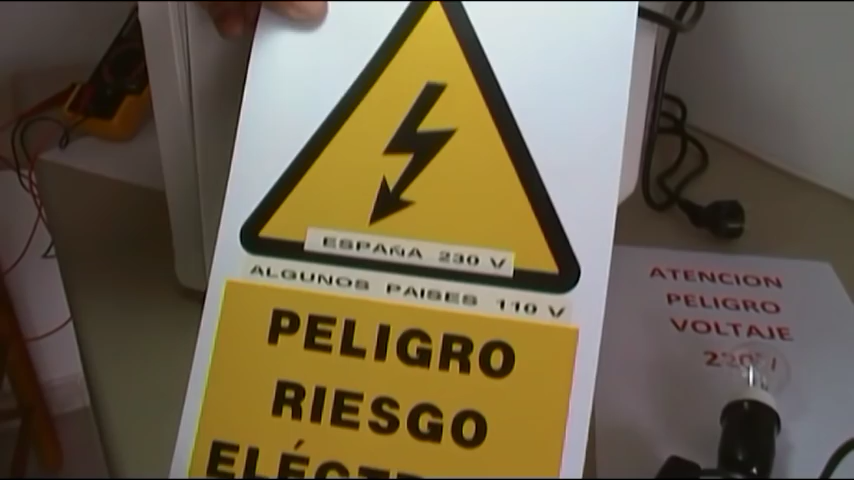 ESPAÑA 230 V
ALGUNOS PAISES 110 V
PELIGRO
RIESGO
ATENCION
PELIGRO
VOLTAJE